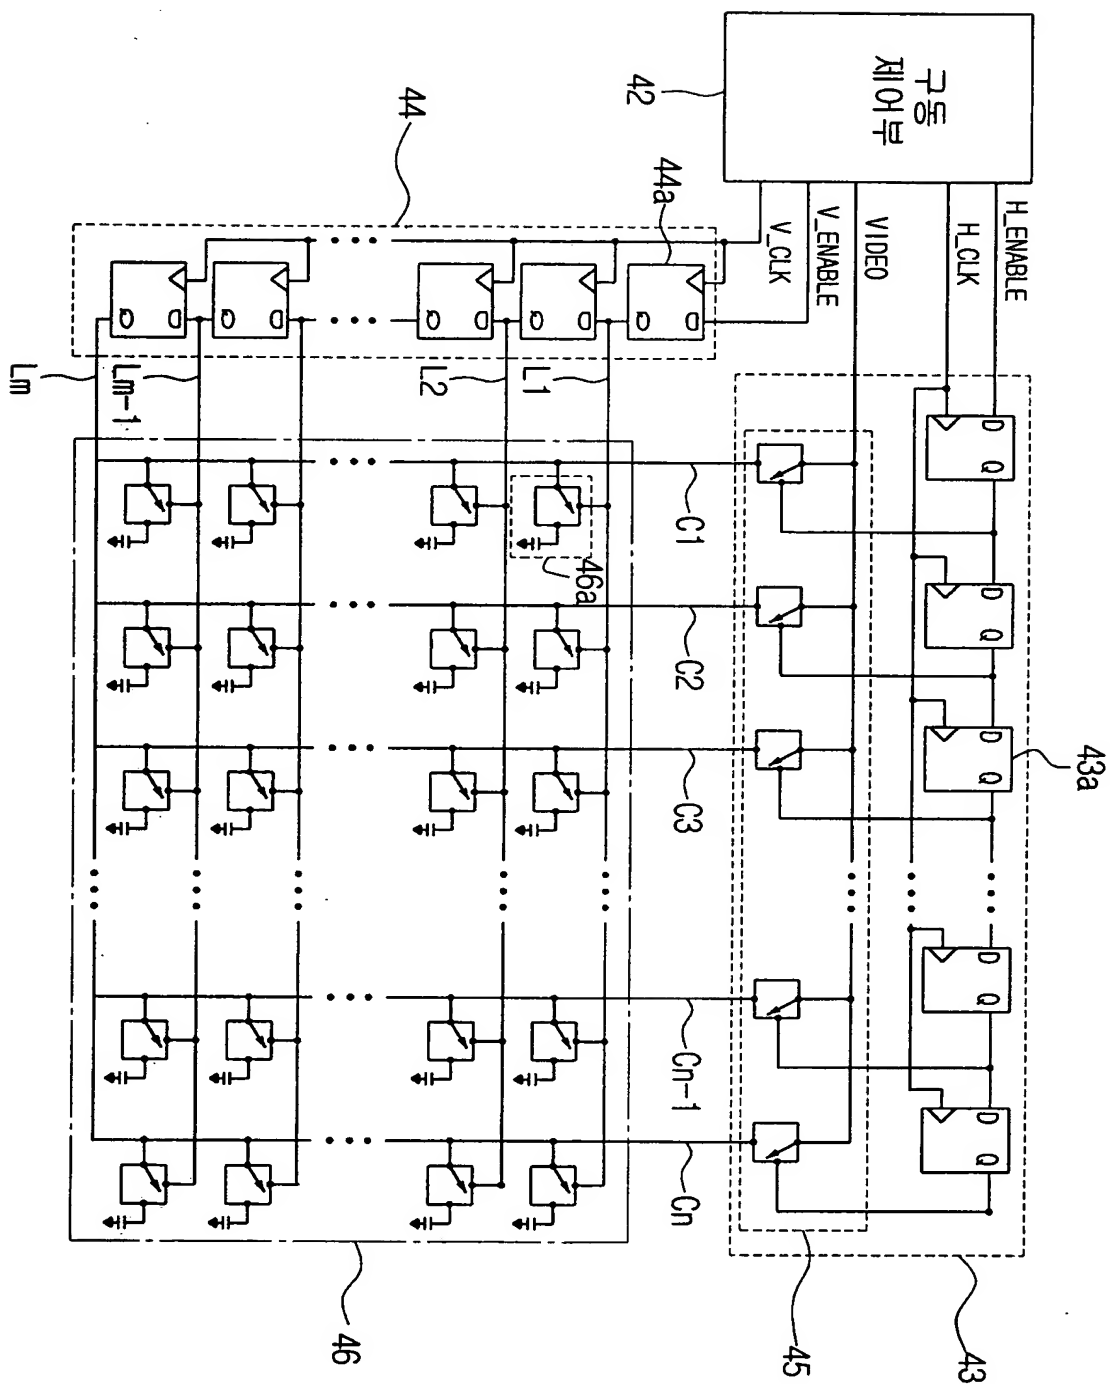 구동
제어부
42
H_ENABLE
H_CLK
VIDEO
V_ENABLE
V_CLK
44
44a
D
Q
D
Q
D
Q
D
Q
D
Q
43a
D
Q
D
Q
D
Q
D
Q
D
Q
L1
L2
Lm-1
Lm
C1
C2
C3
Cn-1
Cn
46a
43
45
46